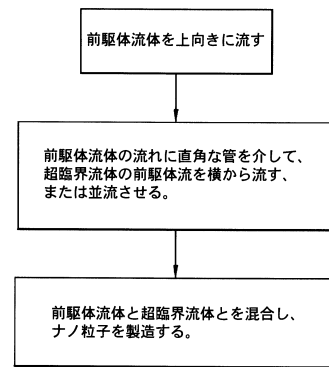 前駆体流体を上向きに流す
前駆体流体の流れに直角な管を介して、
超臨界流体の前駆体流を横から流す、
または並流させる。
前駆体流体と超臨界流体とを混合し、
ナノ粒子を製造する。